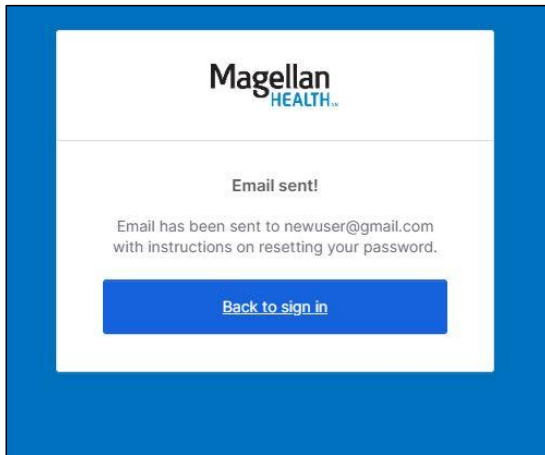 Magellan
HEALTH
Email sent!
Email has been sent to newuser@gmail.com
with instructions on resetting your password.
Back to sign in